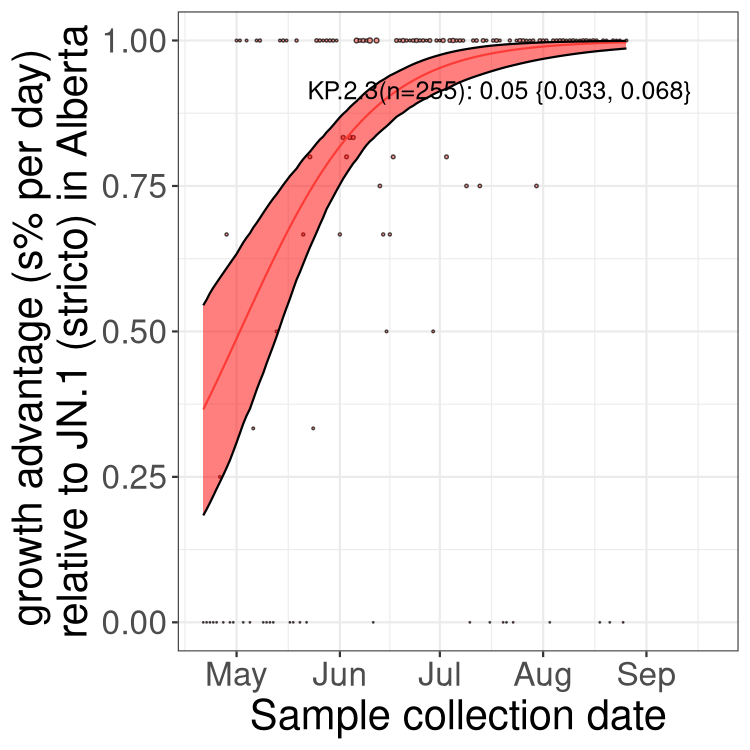 growth advantage (s% per day)
relative to JN.1 (stricto) in Alberta
1.00
0.75
0.50
0.25
0.00
KP.2.3(n=255): 0.05 {0.033, 0.068}
May Jun Jul Aug Sep
Sample collection date